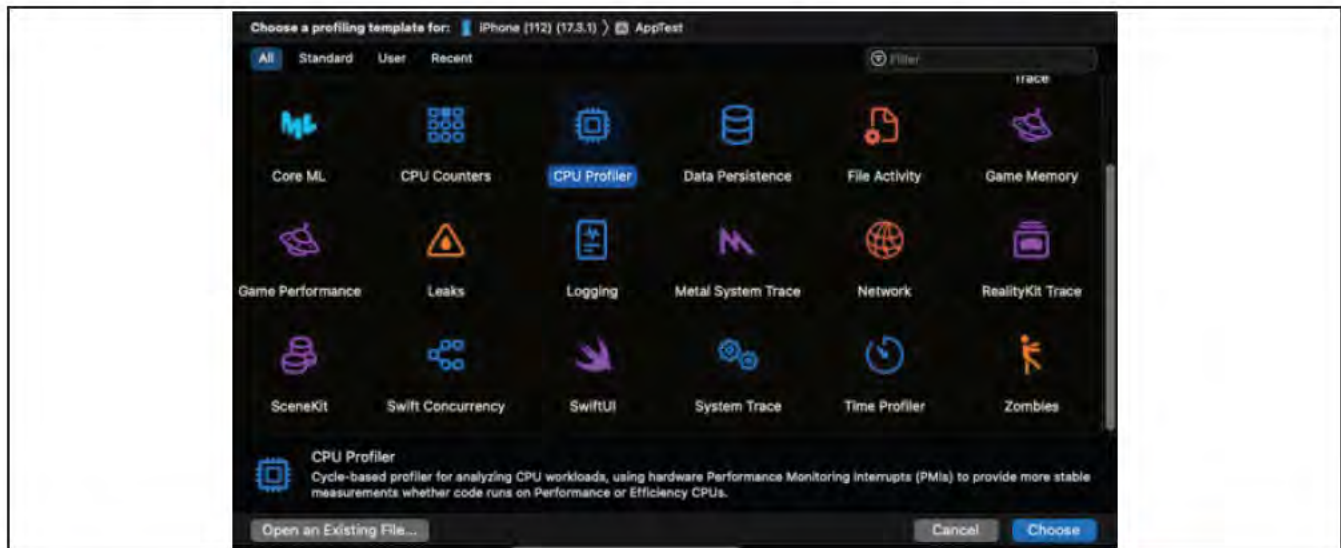 Choose a profiling template for: iPhone (112) (17.3.1) 〉 AppTest
All Standard User Recent Filter
Trace
Core ML CPU Counters CPU Profiler Data Persistence File Activity Game Memory
Game Performance Leaks Logging Metal System Trace Network RealityKit Trace
SceneKit Swift Concurrency SwiftUI System Trace Time Profiler Zombies
CPU Profiler
Cycle-based profiler for analyzing CPU workloads, using hardware Performance Monitoring Interrupts (PMIs) to provide more stable
measurements whether code runs on Performance or Efficiency CPUs.
Open an Existing File... Cancel Choose